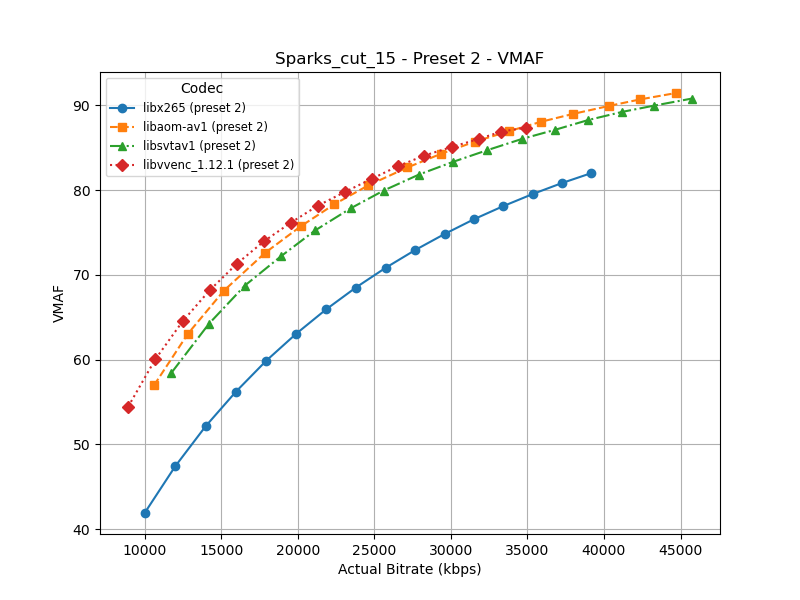 Sparks_cut_15 - Preset 2 - VMAF
Codec
libx265 (preset 2)
libaom-av1 (preset 2)
libsvtav1 (preset 2)
libvvenc_1.12.1 (preset 2)
VMAF
90
80
70
60
50
40
10000 15000 20000 25000 30000 35000 40000 45000
Actual Bitrate (kbps)